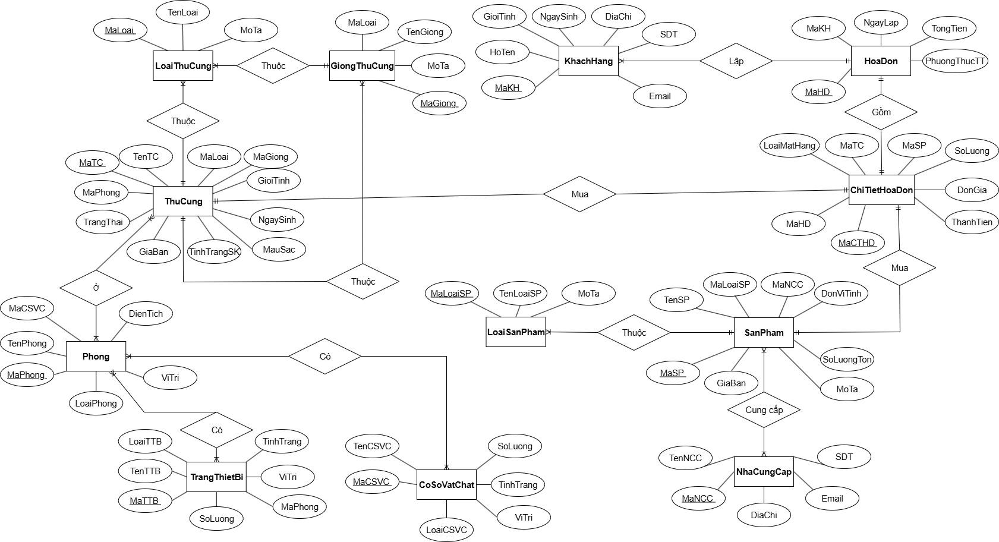 TenLoai
MaLoai
MoTa
LoaiThuCung
Thuộc
MaLoai
TenGiong
MoTa
MaGiong
GiongThuCung
GioiTinh
NgaySinh
DiaChi
SDT
HoTen
KhachHang
MaKH
Email
Lập
MaKH
NgayLap
TongTien
HoaDon
PhuongThucTT
MaHD
Thuộc
Gồm
MaTC
TenTC
MaLoai
MaGiong
GioiTinh
MaPhong
ThuCung
TrangThai
NgaySinh
GiaBan
TinhTrangSK
MauSac
Mua
LoaiMatHang
MaTC
MaSP
SoLuong
ChiTietHoaDon
DonGia
MaHD
ThanhTien
MaCTHD
Thuộc
Mua
Ở
MaCSVC
DienTich
TenPhong
Phong
MaPhong
ViTri
LoaiPhong
Có
MaLoaiSP
TenLoaiSP
MoTa
LoaiSanPham
Thuộc
TenSP
MaLoaiSP
MaNCC
DonViTinh
SanPham
SoLuongTon
MaSP
GiaBan
MoTa
Cung cấp
Có
LoaiTTB
TinhTrang
TenTTB
TrangThietBi
ViTri
MaTTB
MaPhong
SoLuong
TenCSVC
SoLuong
MaCSVC
CoSoVatChat
TinhTrang
ViTri
LoaiCSVC
TenNCC
SDT
NhaCungCap
MaNCC
Email
DiaChi